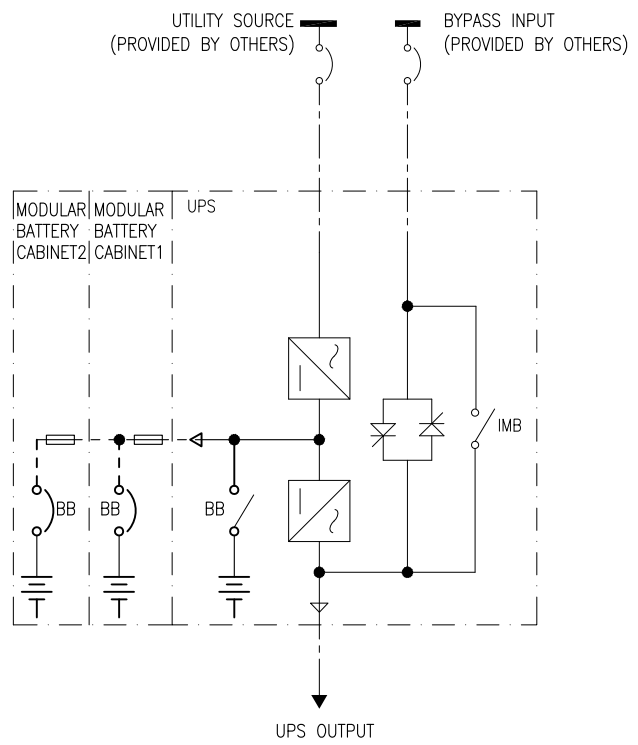 UTILITY SOURCE
(PROVIDED BY OTHERS)
BYPASS INPUT
(PROVIDED BY OTHERS)
MODULAR
BATTERY
CABINET2
MODULAR
BATTERY
CABINET1
UPS
IMB
BB
BB
BB
UPS OUTPUT